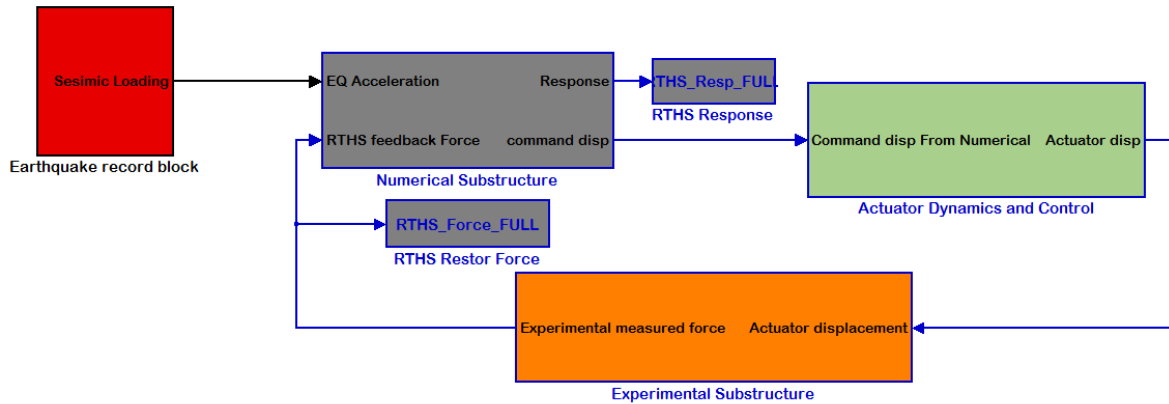 Sesimic Loading
Earthquake record block
EQ Acceleration
Response
RTHS feedback Force
command disp
Numerical Substructure
RTHS_Resp_FULL
RTHS Response
Command disp From Numerical
Actuator disp
Actuator Dynamics and Control
RTHS_Force_FULL
RTHS Restor Force
Experimental measured force
Actuator displacement
Experimental Substructure